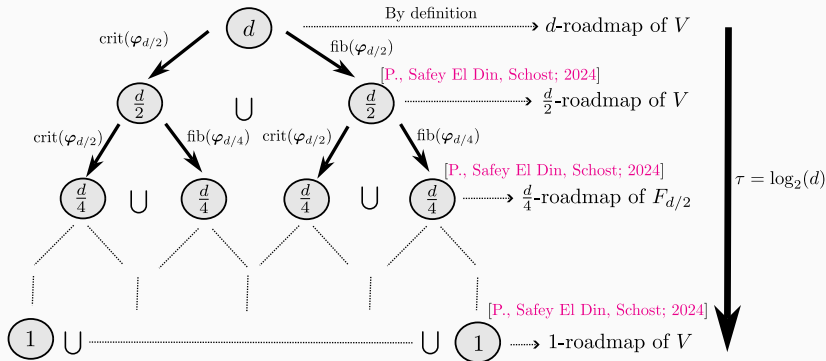 d By definition d-roadmap of V
crit(φ_{d/2}) fib(φ_{d/2})
[P., Safey El Din, Schost; 2024]
d/2 ∪ d/2 d/2-roadmap of V
crit(φ_{d/2}) fib(φ_{d/4}) crit(φ_{d/2}) fib(φ_{d/4})
[P., Safey El Din, Schost; 2024]
τ = log₂(d)
d/4 ∪ d/4 d/4 ∪ d/4 d/4-roadmap of F_{d/2}
[P., Safey El Din, Schost; 2024]
1 ∪ ∪ 1 1-roadmap of V